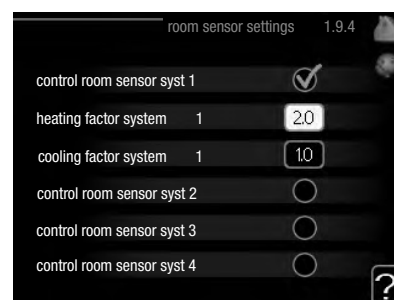 room sensor settings 1.9.4
control room sensor syst 1
heating factor system 1 2.0
cooling factor system 1 1.0
control room sensor syst 2
control room sensor syst 3
control room sensor syst 4
?